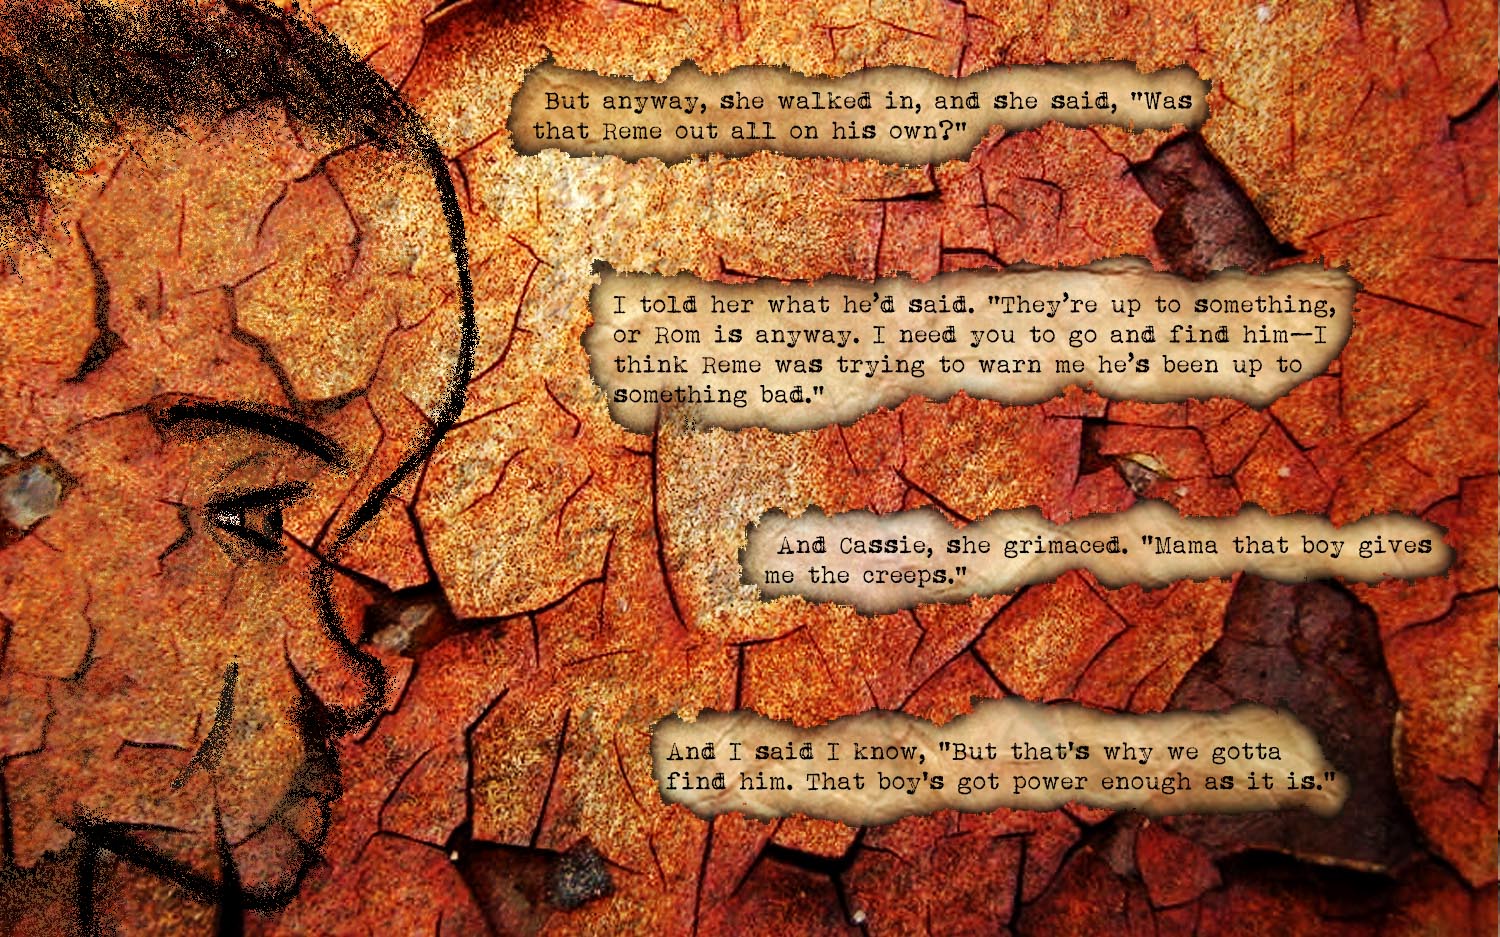 But anyway, she walked in, and she said, "Was
that Reme out all on his own?"
I told her what he’d said. "They’re up to something,
or Rom is anyway. I need you to go and find him—I
think Reme was trying to warn me he’s been up to
something bad."
And Cassie, she grimaced. "Mama that boy gives
me the creeps."
And I said I know, "But that's why we gotta
find him. That boy's got power enough as it is."